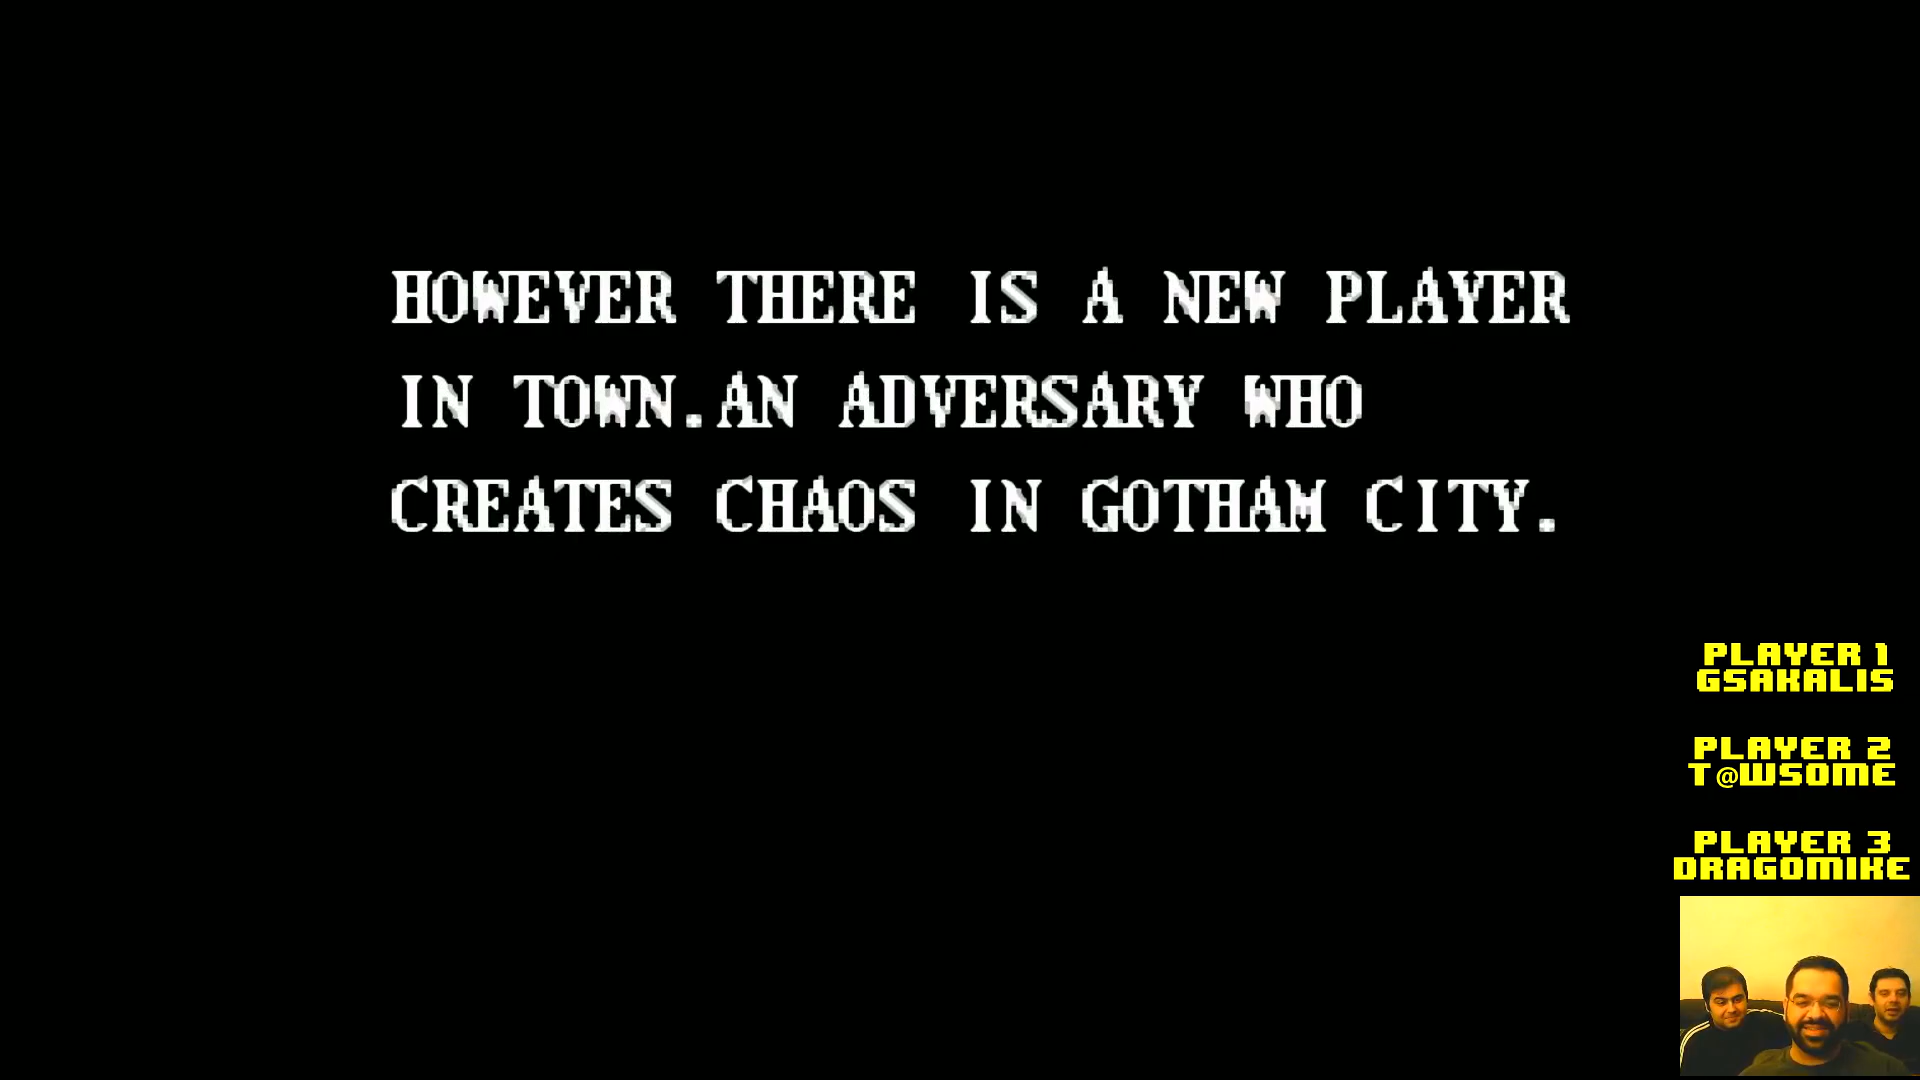 HOWEVER THERE IS A NEW PLAYER
IN TOWN.AN ADVERSARY WHO
CREATES CHAOS IN GOTHAM CITY.
PLAYER 1
GSAKALIS
PLAYER 2
T@WSOME
PLAYER 3
DRAGOMIKE